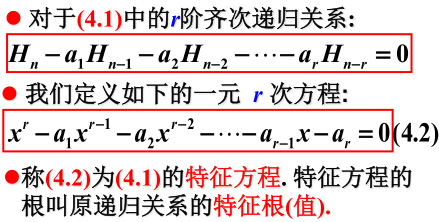 ● 对于(4.1)中的r阶齐次递归关系:
Hₙ − a₁Hₙ₋₁ − a₂Hₙ₋₂ − ⋯ − aᵣHₙ₋ᵣ = 0
● 我们定义如下的一元 r 次方程:
xʳ − a₁xʳ⁻¹ − a₂xʳ⁻² − ⋯ − aᵣ₋₁x − aᵣ = 0(4.2)
●称(4.2)为(4.1)的特征方程. 特征方程的
根叫原递归关系的特征根(值).